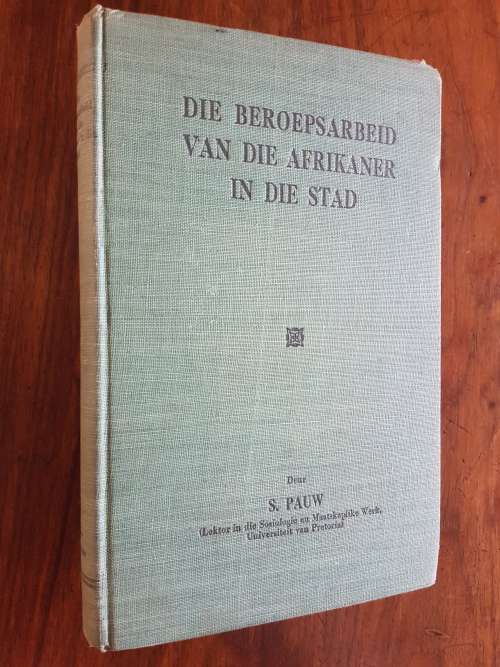 DIE BEROEPSARBEID
VAN DIE AFRIKANER
IN DIE STAD
Deur
S. PAUW
(Lektor in die Sosiologie en Maatskaplike Werk,
Universiteit van Pretoria)